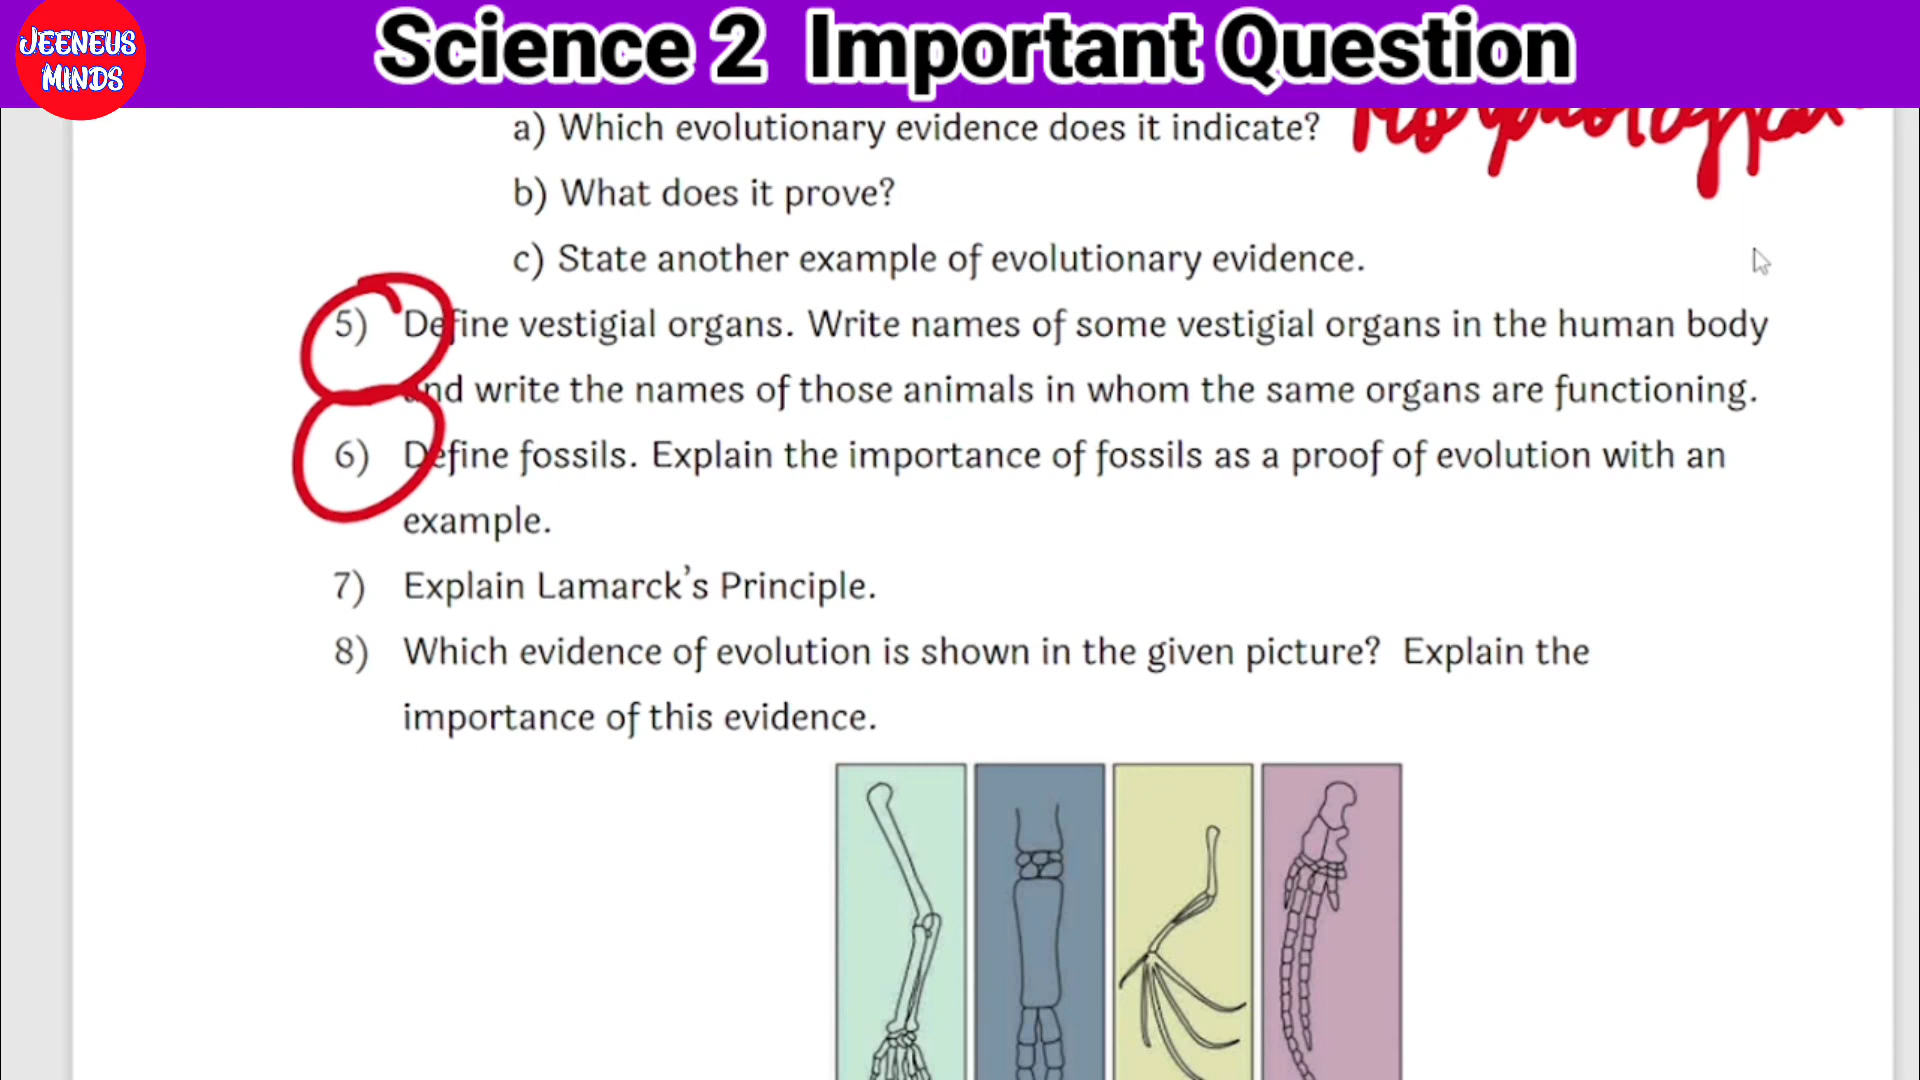 JEENEUS
MINDS
Science 2 Important Question
a) Which evolutionary evidence does it indicate?
b) What does it prove?
c) State another example of evolutionary evidence.
5) Define vestigial organs. Write names of some vestigial organs in the human body
and write the names of those animals in whom the same organs are functioning.
6) Define fossils. Explain the importance of fossils as a proof of evolution with an
example.
7) Explain Lamarck’s Principle.
8) Which evidence of evolution is shown in the given picture? Explain the
importance of this evidence.